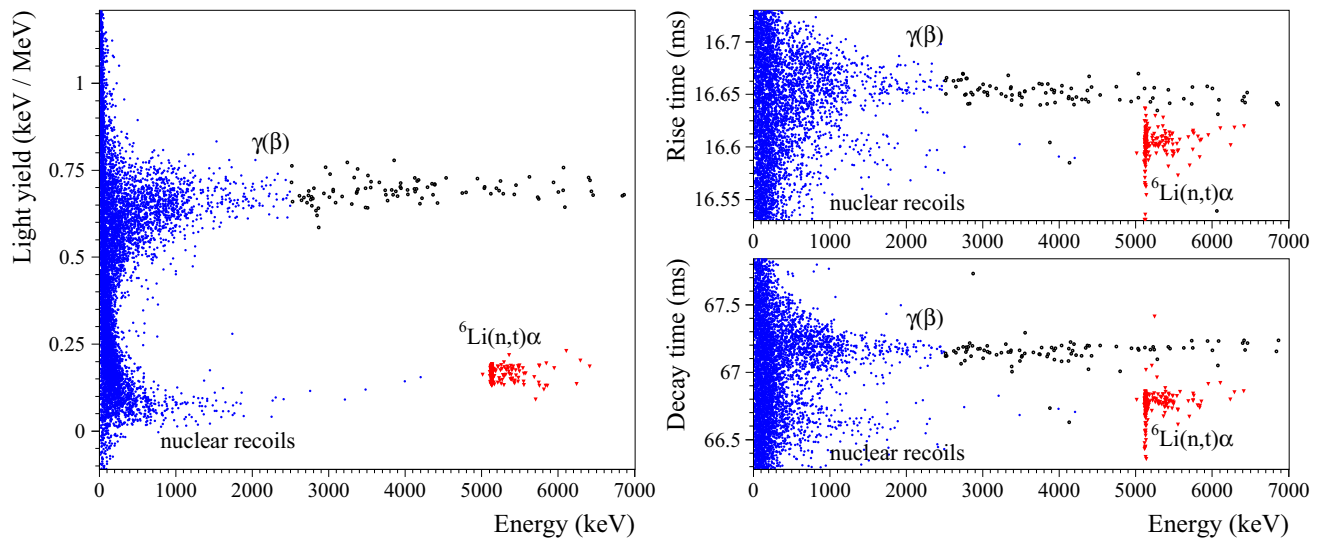 Light yield (keV / MeV)
1
0.75
0.5
0.25
0
γ(β)
⁶Li(n,t)α
nuclear recoils
0 1000 2000 3000 4000 5000 6000 7000
Energy (keV)
Rise time (ms)
16.7
16.65
16.6
16.55
γ(β)
⁶Li(n,t)α
nuclear recoils
0 1000 2000 3000 4000 5000 6000 7000
Decay time (ms)
67.5
67
66.5
γ(β)
⁶Li(n,t)α
nuclear recoils
0 1000 2000 3000 4000 5000 6000 7000
Energy (keV)